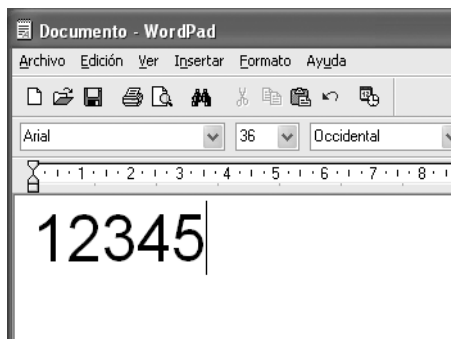 Documento - WordPad
Archivo Edición Ver Insertar Formato Ayuda
Arial 36 Occidental
1 2 3 4 5 6 7 8
12345